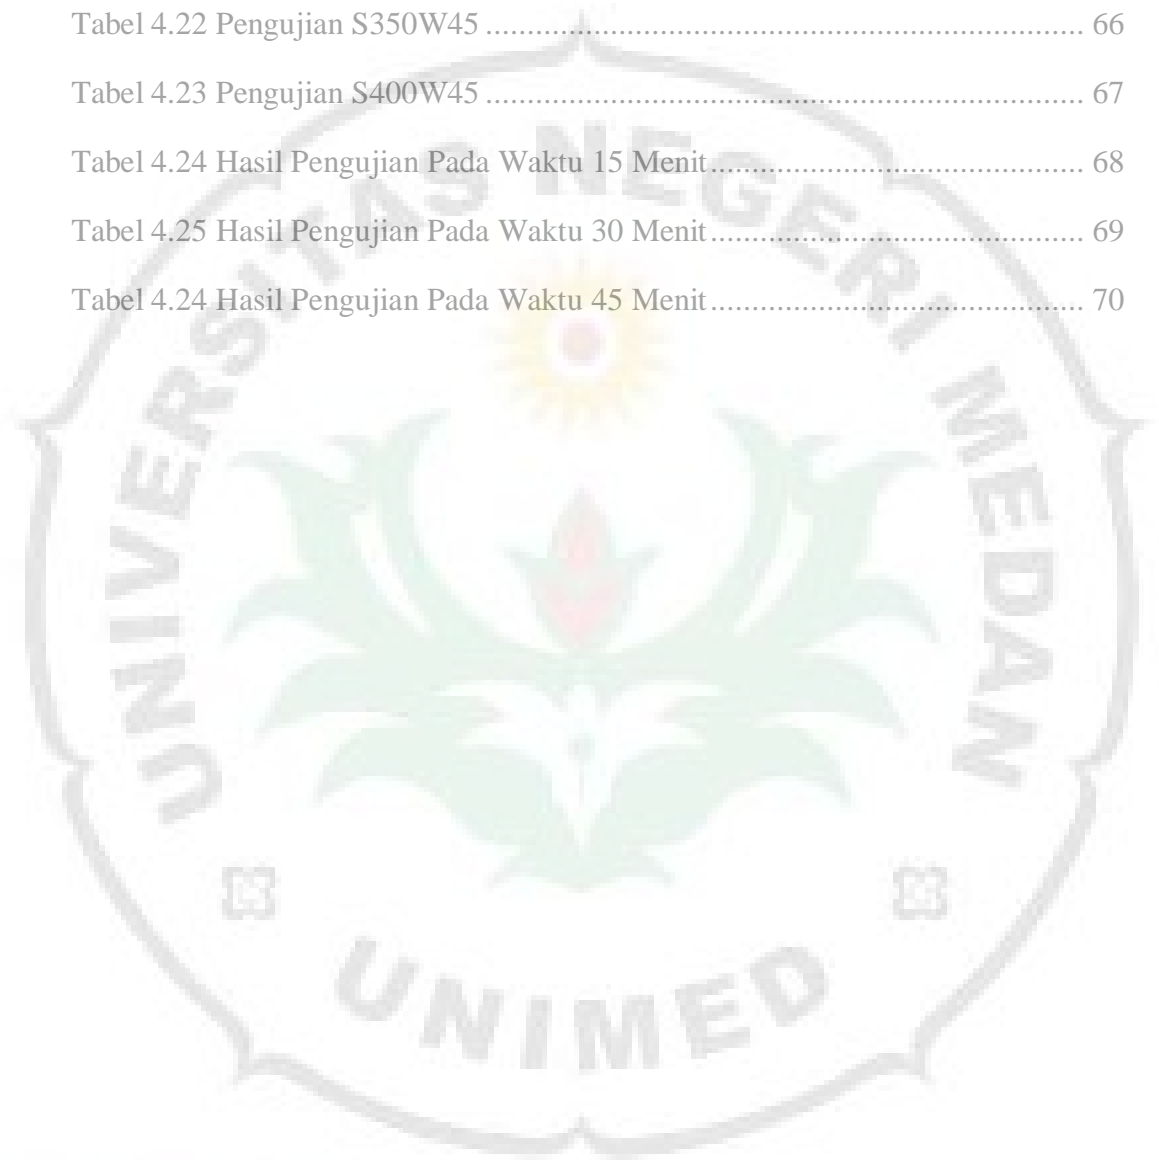 Tabel 4.22 Pengujian S350W45 ........................................................................ 66
Tabel 4.23 Pengujian S400W45 ........................................................................ 67
Tabel 4.24 Hasil Pengujian Pada Waktu 15 Menit ............................................. 68
Tabel 4.25 Hasil Pengujian Pada Waktu 30 Menit ............................................. 69
Tabel 4.24 Hasil Pengujian Pada Waktu 45 Menit ............................................. 70
UNIVERSITAS NEGERI MEDAN
UNIMED